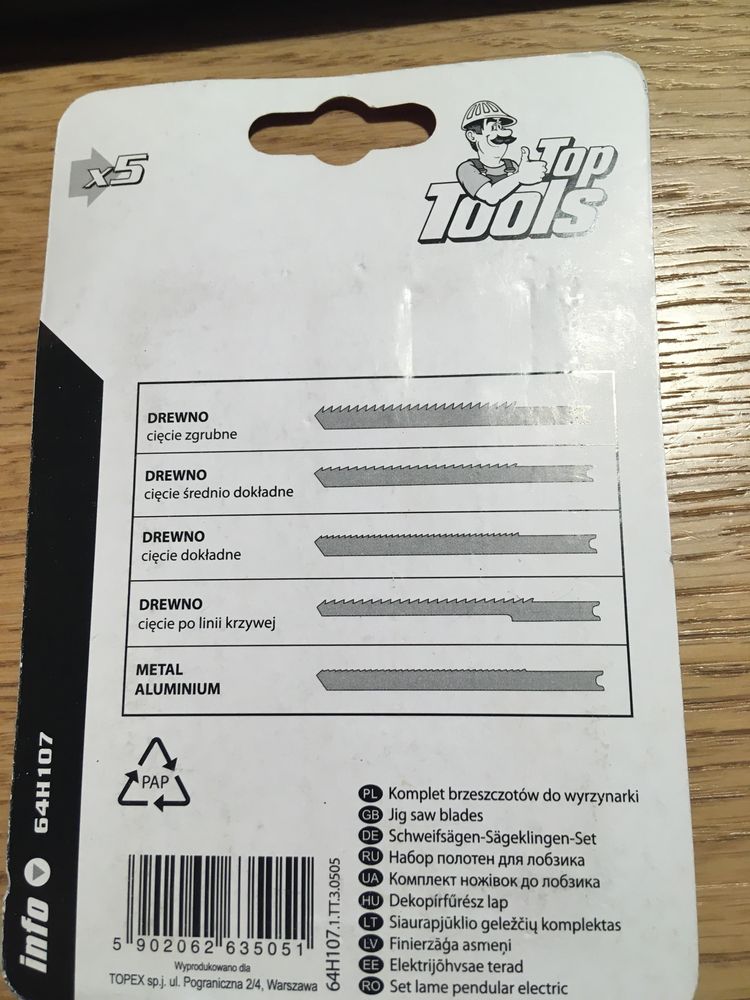 x5
Top
Tools
DREWNO
cięcie zgrubne
DREWNO
cięcie średnio dokładne
DREWNO
cięcie dokładne
DREWNO
cięcie po linii krzywej
METAL
ALUMINIUM
info 64H107
PAP
PL Komplet brzeszczotów do wyrzynarki
GB Jig saw blades
DE Schweifsägen-Sägeklingen-Set
RU Набор полотен для лобзика
UA Комплект ножівок до лобзика
HU Dekopírfűrész lap
LT Siaurapjūklio geležčių komplektas
LV Finierzāģa asmeņi
EE Elektrijõhvsae terad
RO Set lame pendular electric
5 902062 635051
Wyprodukowano dla
TOPEX sp.j. ul. Pograniczna 2/4, Warszawa
64H107.1.TT.3.0505